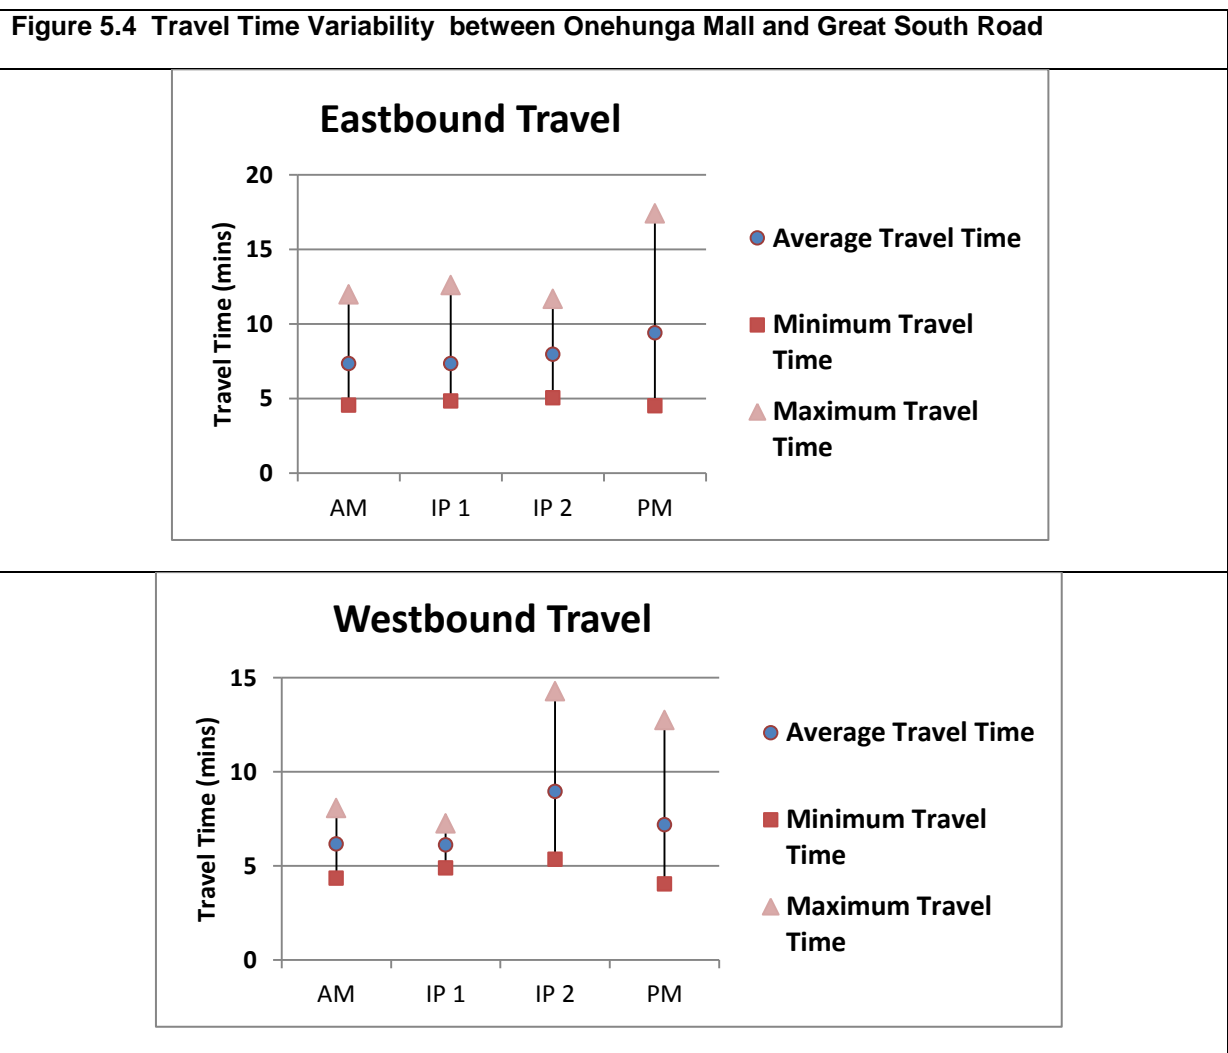 Figure 5.4 Travel Time Variability between Onehunga Mall and Great South Road
Eastbound Travel
20
15
10
5
0
Travel Time (mins)
AM IP 1 IP 2 PM
Average Travel Time
Minimum Travel
Time
Maximum Travel
Time
Westbound Travel
15
10
5
0
Travel Time (mins)
AM IP 1 IP 2 PM
Average Travel Time
Minimum Travel
Time
Maximum Travel
Time